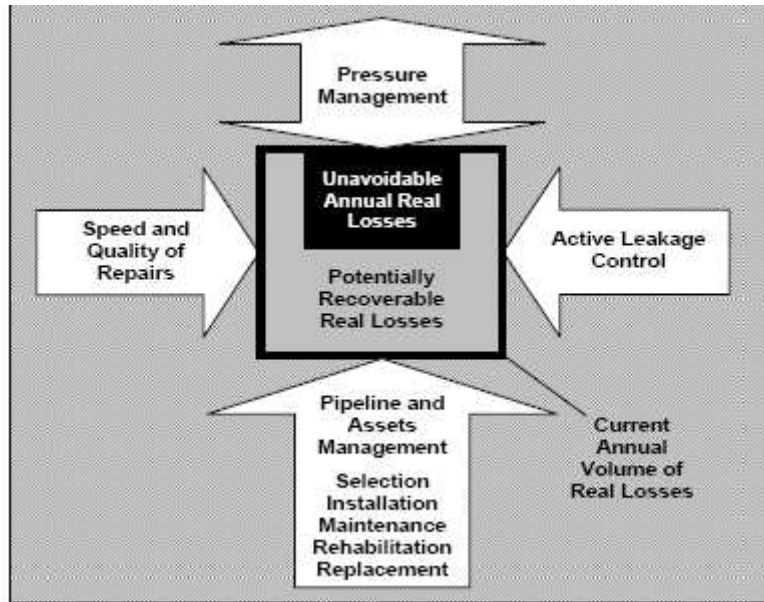 Pressure
Management
Unavoidable
Annual Real
Losses
Speed and
Quality of
Repairs
Active Leakage
Control
Potentially
Recoverable
Real Losses
Pipeline and
Assets
Management
Selection
Installation
Maintenance
Rehabilitation
Replacement
Current
Annual
Volume of
Real Losses